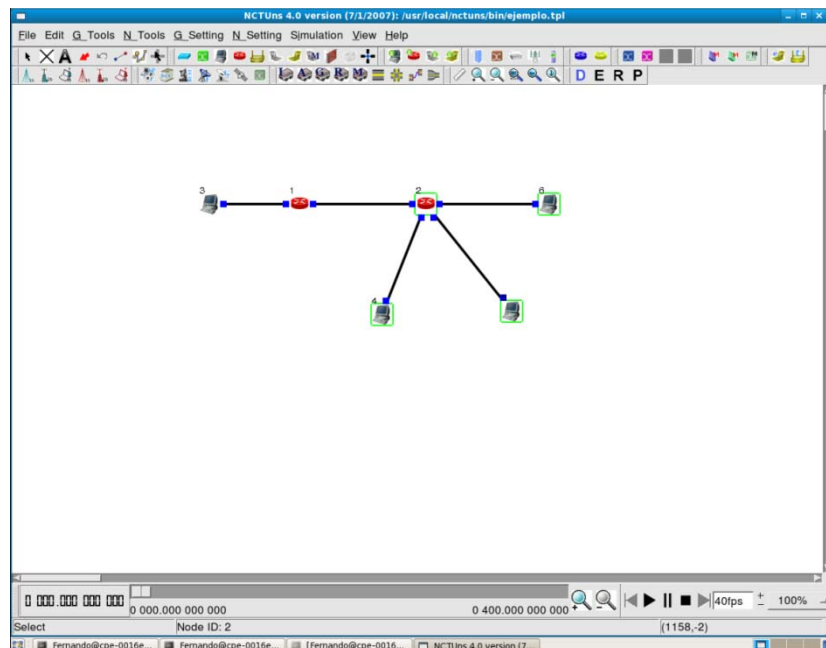 NCTUns 4.0 version (7/1/2007): /usr/local/nctuns/bin/ejemplo.tpl
File Edit G_Tools N_Tools G_Setting N_Setting Simulation View Help
D E R P
3 1 2 6
4
0 000.000 000 000
0 000.000 000 000
0 400.000 000 000
40fps
100%
Select
Node ID: 2
(1158,-2)
Fernando@cpe-0016e...
Fernando@cpe-0016e...
[Fernando@cpe-0016...
NCTUns 4.0 version (7...